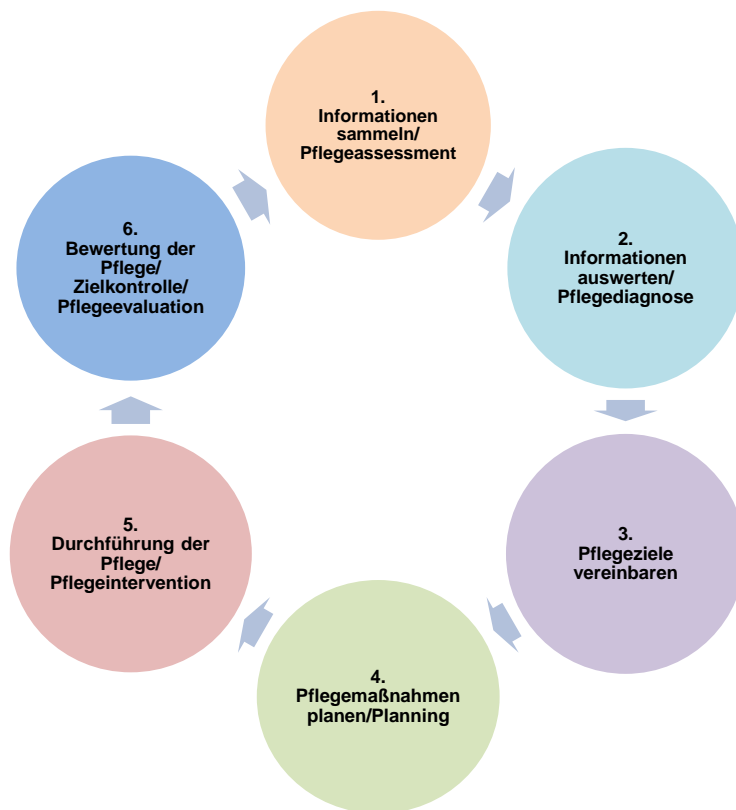 1.
Informationen
sammeln/
Pflegeassessment
2.
Informationen
auswerten/
Pflegediagnose
3.
Pflegeziele
vereinbaren
4.
Pflegemaßnahmen
planen/Planning
5.
Durchführung der
Pflege/
Pflegeintervention
6.
Bewertung der
Pflege/
Zielkontrolle/
Pflegeevaluation